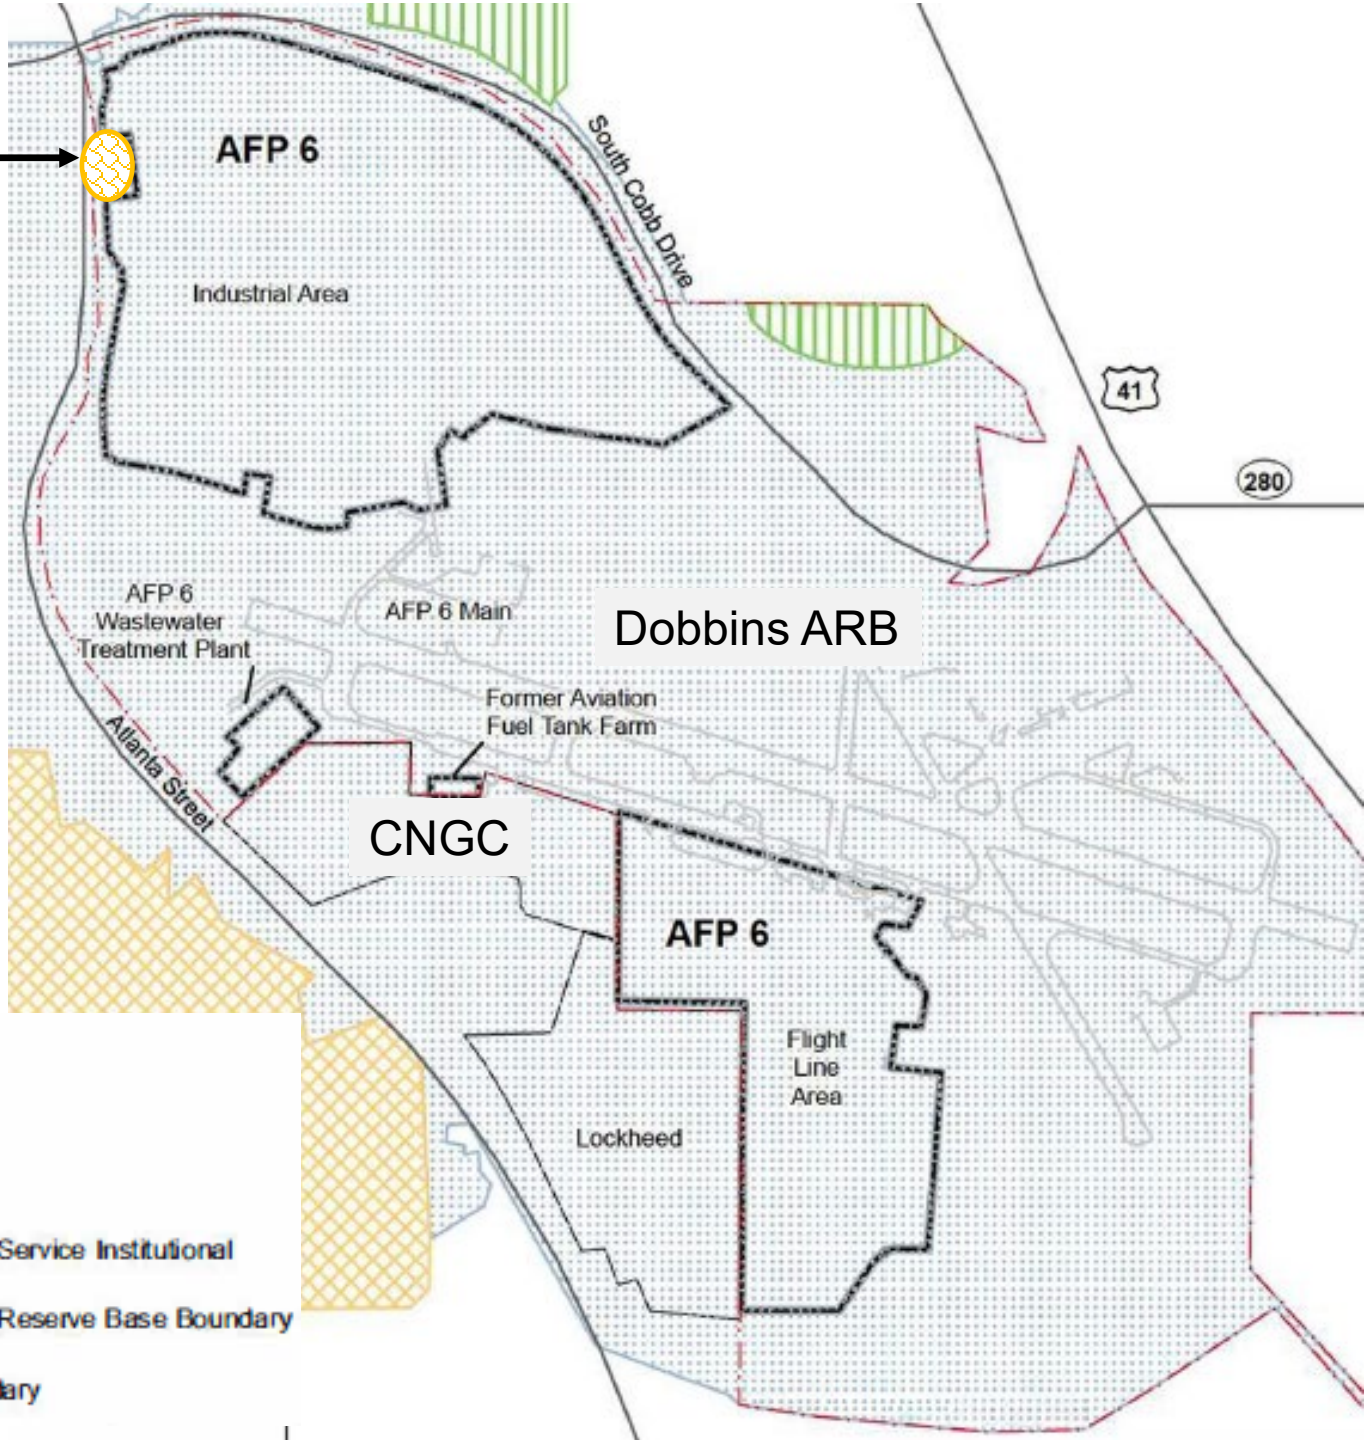 AFP 6
South Cobb Drive
Industrial Area
41
280
AFP 6
Wastewater
Treatment Plant
AFP 6 Main
Dobbins ARB
Former Aviation
Fuel Tank Farm
Atlanta Street
CNGC
AFP 6
Flight
Line
Area
Lockheed
Service Institutional
Reserve Base Boundary